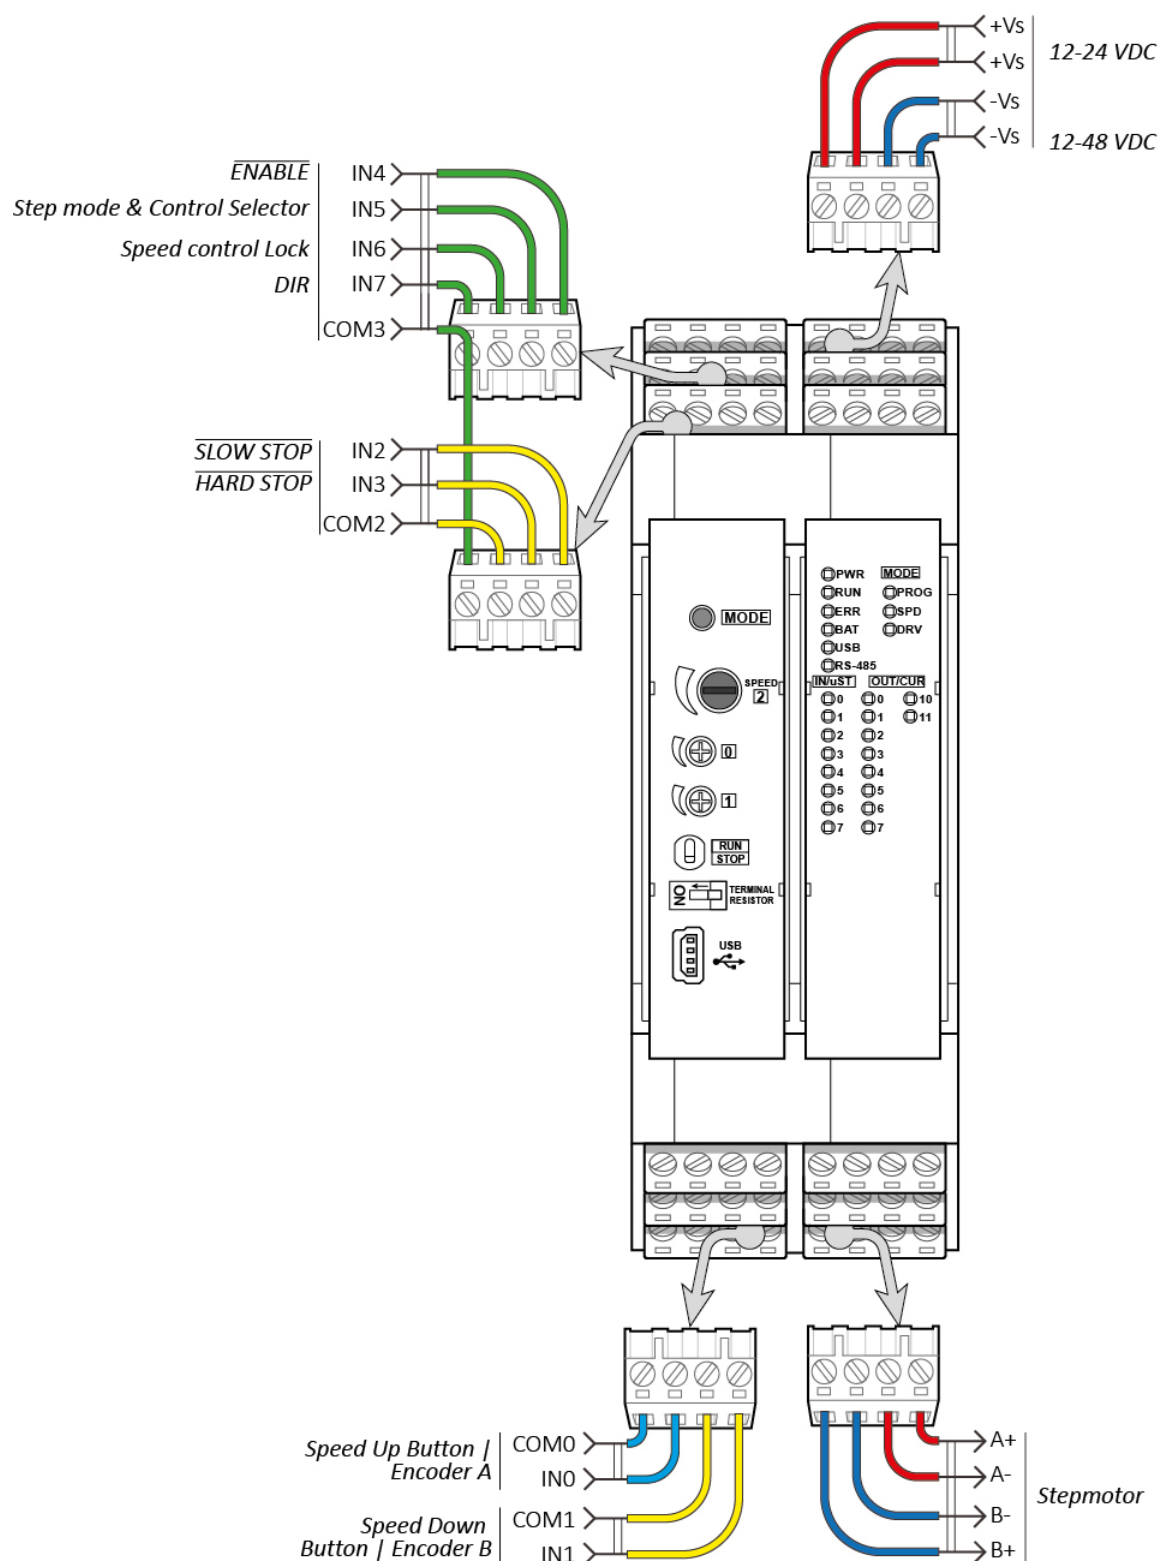 +Vs
+Vs
12-24 VDC
-Vs
-Vs
12-48 VDC
ENABLE IN4
Step mode & Control Selector IN5
Speed control Lock IN6
DIR IN7
COM3
SLOW STOP IN2
HARD STOP IN3
COM2
MODE
SPEED
2
0
1
RUN
STOP
ON
TERMINAL
RESISTOR
USB
PWR MODE
RUN PROG
ERR SPD
BAT DRV
USB
RS-485
IN/uST OUT/CUR
0 0 10
1 1 11
2 2
3 3
4 4
5 5
6 6
7 7
Speed Up Button |
Encoder A
COM0
IN0
Speed Down
Button | Encoder B
COM1
IN1
A+
A-
B-
B+
Stepmotor